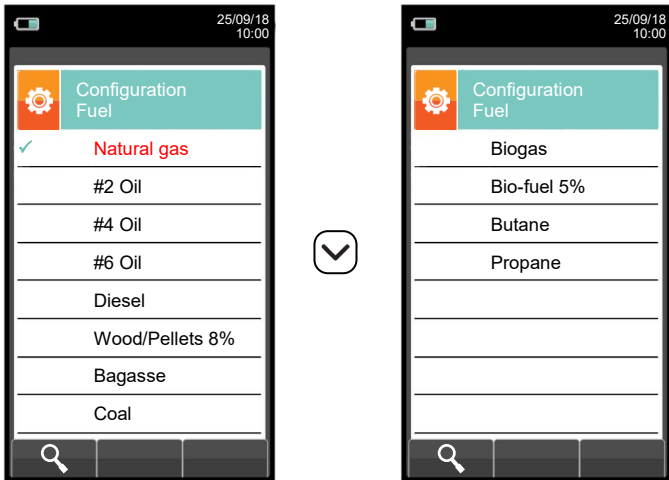 25/09/18
10:00
Configuration
Fuel
Natural gas
#2 Oil
#4 Oil
#6 Oil
Diesel
Wood/Pellets 8%
Bagasse
Coal
25/09/18
10:00
Configuration
Fuel
Biogas
Bio-fuel 5%
Butane
Propane